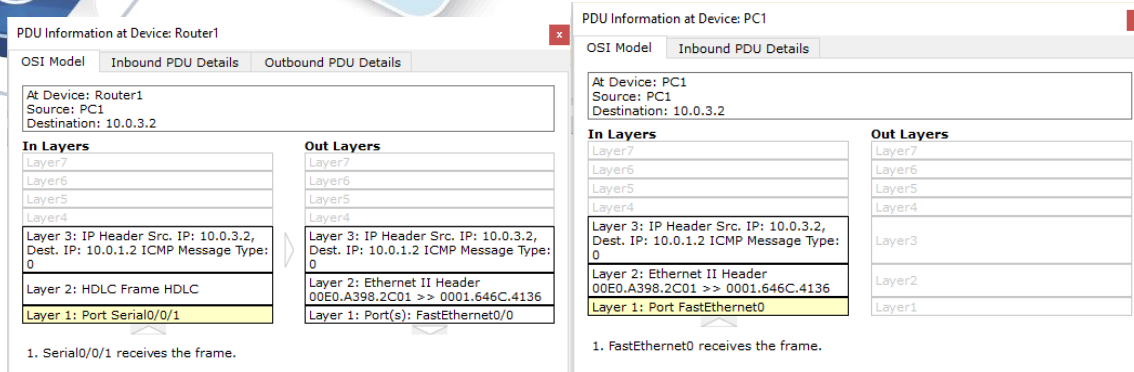 PDU Information at Device: Router1
x
OSI Model
Inbound PDU Details
Outbound PDU Details
At Device: Router1
Source: PC1
Destination: 10.0.3.2
In Layers
Out Layers
Layer7
Layer7
Layer6
Layer6
Layer5
Layer5
Layer4
Layer4
Layer 3: IP Header Src. IP: 10.0.3.2,
Dest. IP: 10.0.1.2 ICMP Message Type:
0
Layer 3: IP Header Src. IP: 10.0.3.2,
Dest. IP: 10.0.1.2 ICMP Message Type:
0
Layer 2: HDLC Frame HDLC
Layer 2: Ethernet II Header
00E0.A398.2C01 >> 0001.646C.4136
Layer 1: Port Serial0/0/1
Layer 1: Port(s): FastEthernet0/0
1. Serial0/0/1 receives the frame.
PDU Information at Device: PC1
OSI Model
Inbound PDU Details
At Device: PC1
Source: PC1
Destination: 10.0.3.2
In Layers
Out Layers
Layer7
Layer7
Layer6
Layer6
Layer5
Layer5
Layer4
Layer4
Layer 3: IP Header Src. IP: 10.0.3.2,
Dest. IP: 10.0.1.2 ICMP Message Type:
0
Layer3
Layer 2: Ethernet II Header
00E0.A398.2C01 >> 0001.646C.4136
Layer2
Layer 1: Port FastEthernet0
Layer1
1. FastEthernet0 receives the frame.